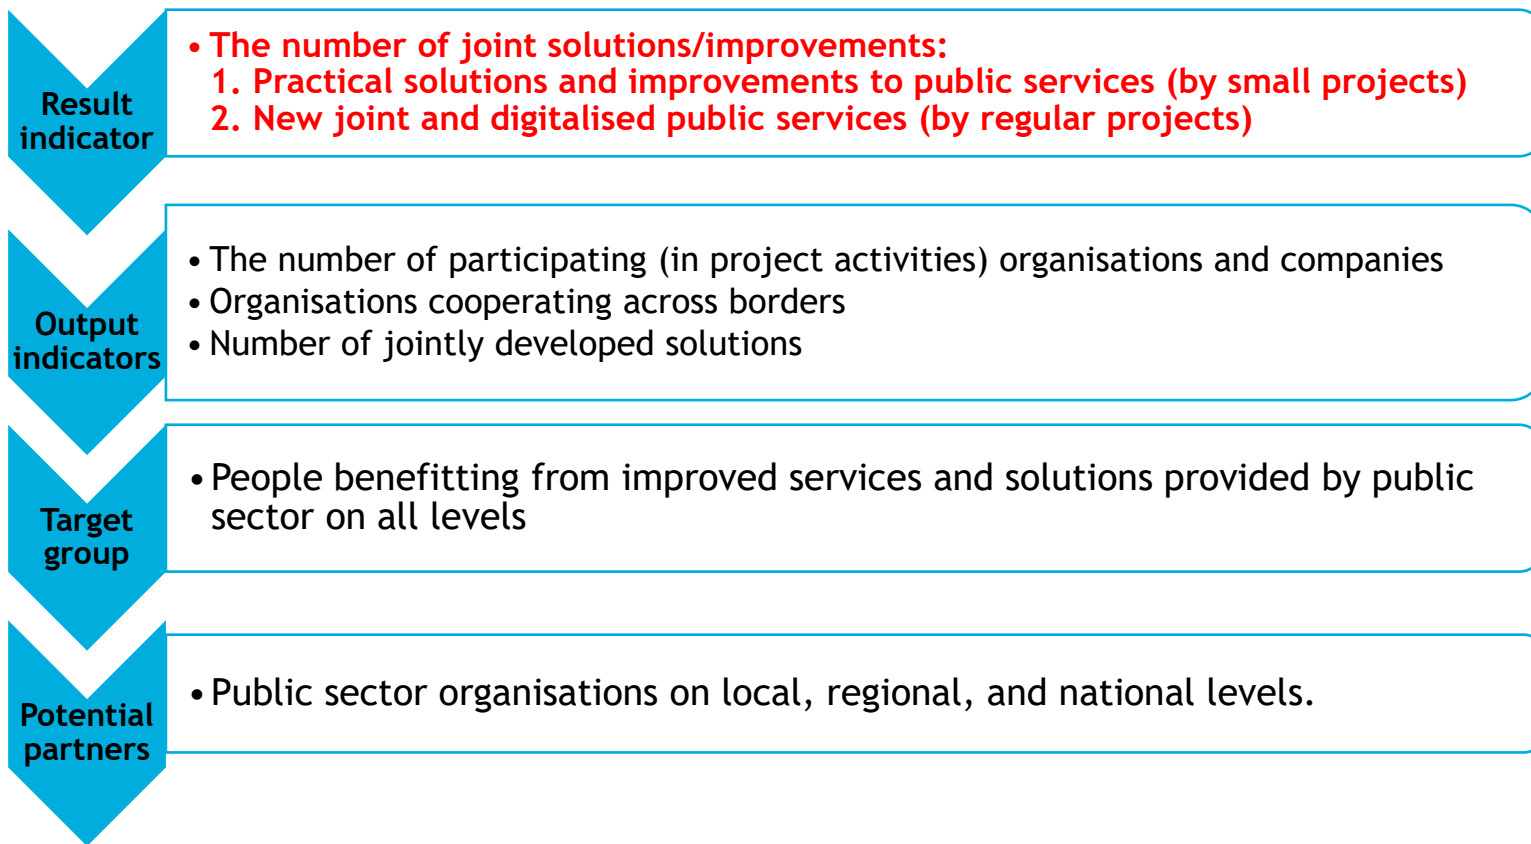 Result
indicator
• The number of joint solutions/improvements:
1. Practical solutions and improvements to public services (by small projects)
2. New joint and digitalised public services (by regular projects)
Output
indicators
• The number of participating (in project activities) organisations and companies
• Organisations cooperating across borders
• Number of jointly developed solutions
Target
group
• People benefitting from improved services and solutions provided by public
sector on all levels
Potential
partners
• Public sector organisations on local, regional, and national levels.